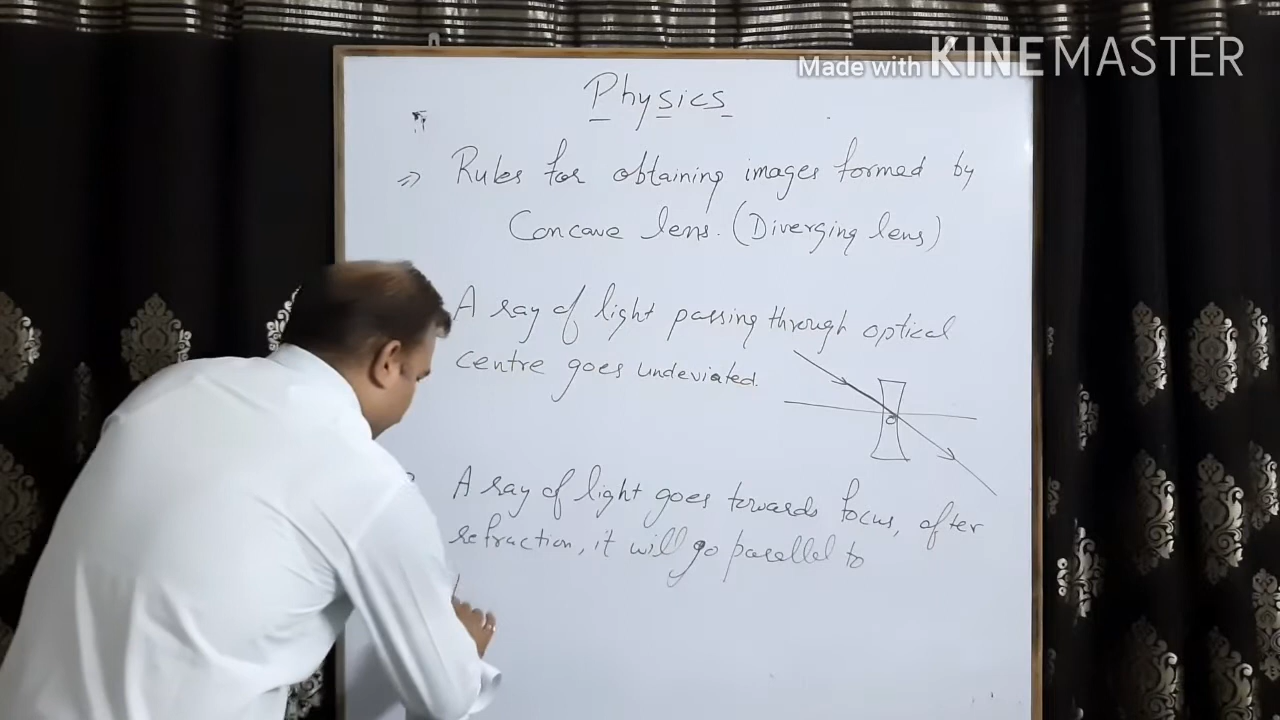 Made with KINEMASTER
Physics
⇒ Rules for obtaining images formed by
Concave lens. (Diverging lens)
A ray of light passing through optical
centre goes undeviated.
O
A ray of light goes towards focus, after
refraction, it will go parallel to